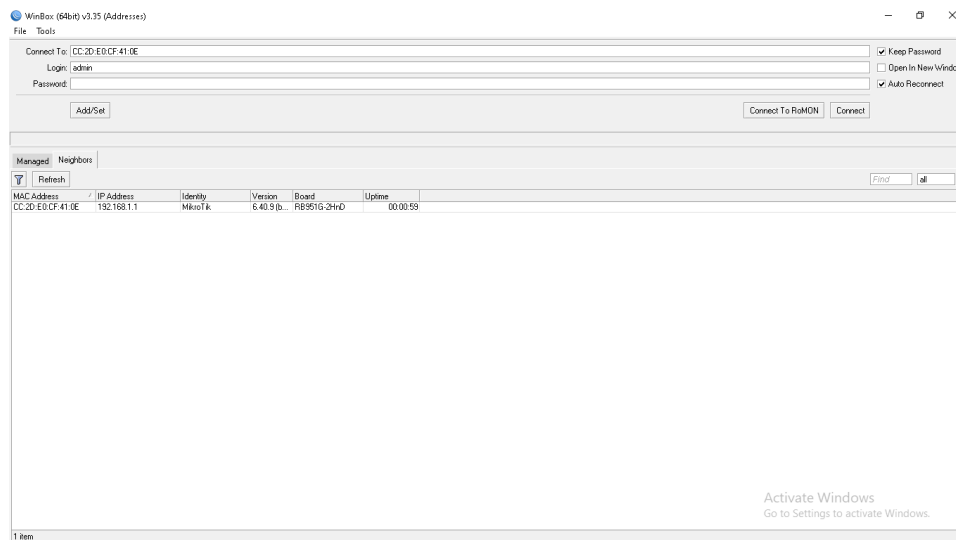 WinBox (64bit) v3.35 (Addresses)
File Tools
Connect To: CC:2D:E0:CF:41:0E
Keep Password
Login: admin
Open In New Windo
Password:
Auto Reconnect
Add/Set
Connect To RoMON Connect
Managed Neighbors
Refresh
Find all
MAC Address IP Address Identity Version Board Uptime
CC:2D:E0:CF:41:0E 192.168.1.1 MikroTik 6.40.9 (b... RB951G-2HnD 00:00:59
Activate Windows
Go to Settings to activate Windows.
1 item